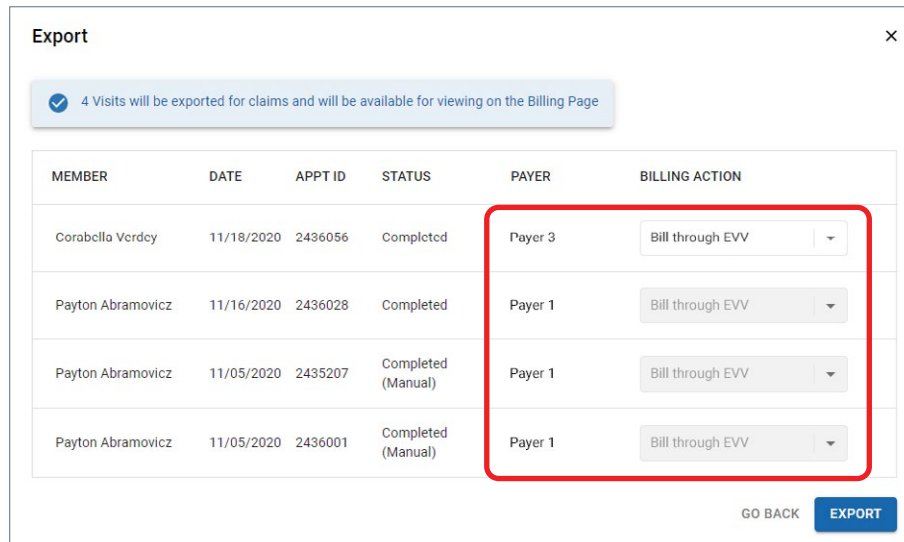 Export
4 Visits will be exported for claims and will be available for viewing on the Billing Page
MEMBER DATE APPT ID STATUS PAYER BILLING ACTION
Corabella Verdey 11/18/2020 2436056 Completed Payer 3 Bill through EVV
Payton Abramovicz 11/16/2020 2436028 Completed Payer 1 Bill through EVV
Payton Abramovicz 11/05/2020 2435207 Completed (Manual) Payer 1 Bill through EVV
Payton Abramovicz 11/05/2020 2436001 Completed (Manual) Payer 1 Bill through EVV
GO BACK EXPORT